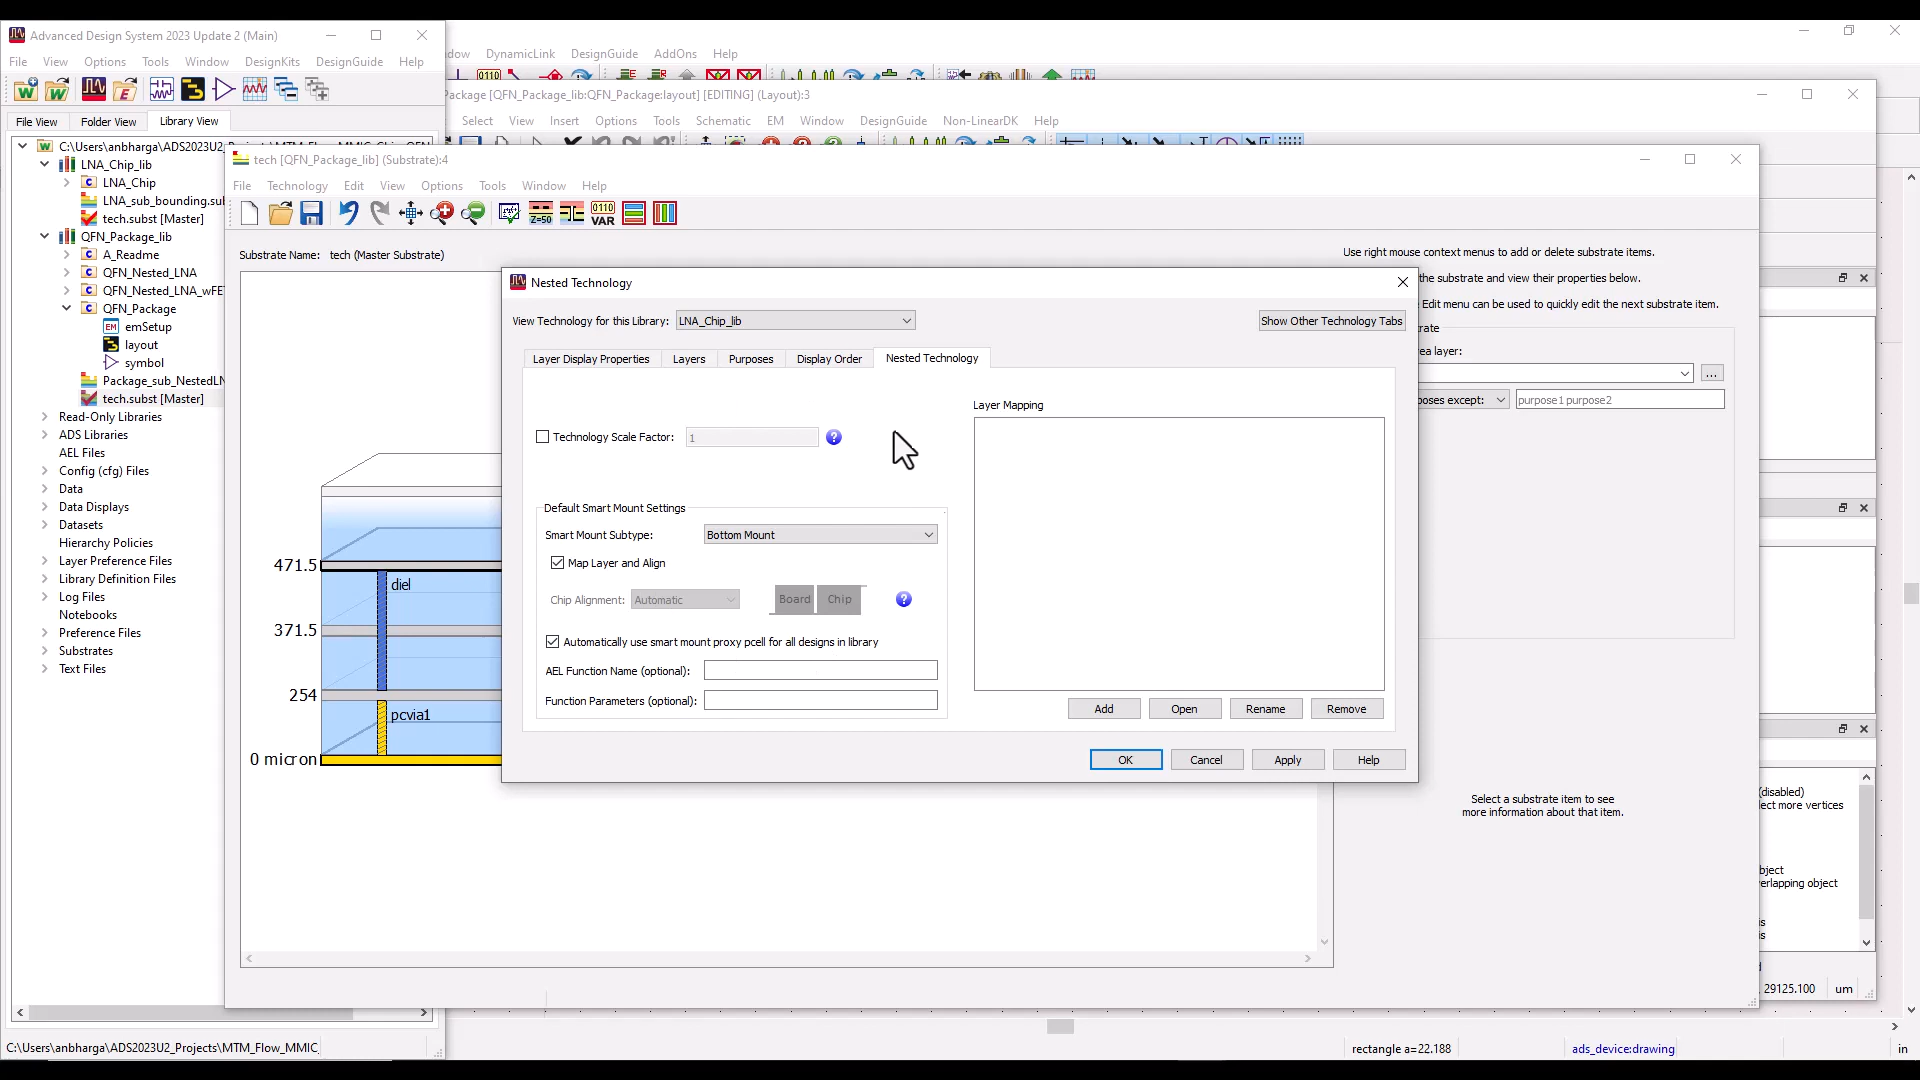 Advanced Design System 2023 Update 2 (Main)
File View Options Tools Window DesignKits DesignGuide Help
DynamicLink DesignGuide AddOns Help
Package [QFN_Package_lib:QFN_Package:layout] [EDITING] (Layout):3
Select View Insert Options Tools Schematic EM Window DesignGuide Non-LinearDK Help
File View Folder View Library View
C:\Users\anbharga\ADS2023U2_Projects\MTM_Flow_MMIC_Chip_QFN
LNA_Chip_lib
LNA_Chip
LNA_sub_bounding.sub
tech.subst [Master]
QFN_Package_lib
A_Readme
QFN_Nested_LNA
QFN_Nested_LNA_wFE
QFN_Package
emSetup
layout
symbol
Package_sub_NestedLN
tech.subst [Master]
Read-Only Libraries
ADS Libraries
AEL Files
Config (cfg) Files
Data
Data Displays
Datasets
Hierarchy Policies
Layer Preference Files
Library Definition Files
Log Files
Notebooks
Preference Files
Substrates
Text Files
C:\Users\anbharga\ADS2023U2_Projects\MTM_Flow_MMIC_
tech [QFN_Package_lib] (Substrate):4
File Technology Edit View Options Tools Window Help
Z=50
0110
VAR
Substrate Name: tech (Master Substrate)
Use right mouse context menus to add or delete substrate items.
the substrate and view their properties below.
Edit menu can be used to quickly edit the next substrate item.
471.5
diel
371.5
254
pcvia1
0 micron
Nested Technology
View Technology for this Library: LNA_Chip_lib
Show Other Technology Tabs
Layer Display Properties Layers Purposes Display Order Nested Technology
Technology Scale Factor: 1
Layer Mapping
Default Smart Mount Settings
Smart Mount Subtype: Bottom Mount
Map Layer and Align
Chip Alignment: Automatic Board Chip
Automatically use smart mount proxy pcell for all designs in library
AEL Function Name (optional):
Function Parameters (optional):
Add Open Rename Remove
OK Cancel Apply Help
ea layer:
...
oses except: purpose1 purpose2
Select a substrate item to see
more information about that item.
(disabled)
lect more vertices
bject
verlapping object
is
is
29125.100 um
rectangle a=22.188 ads_device:drawing in